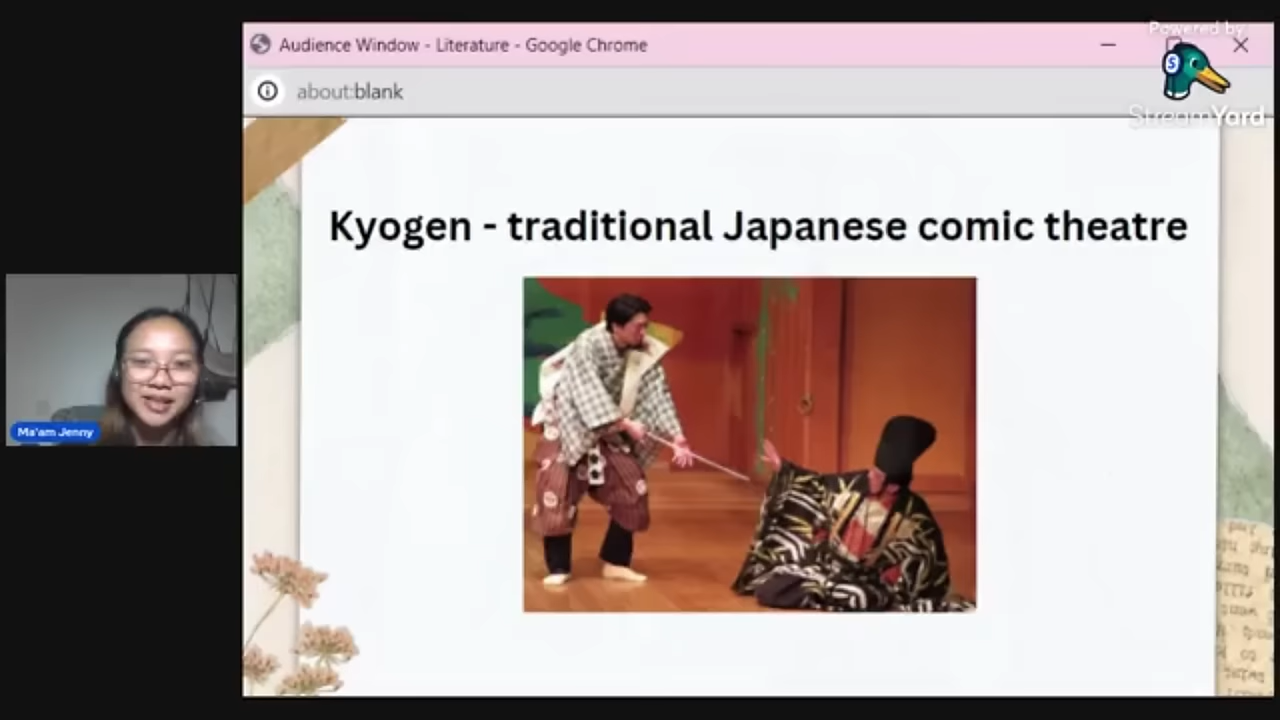 Audience Window - Literature - Google Chrome
Powered by
about:blank
StreamYard
Kyogen - traditional Japanese comic theatre
Ma'am Jenny